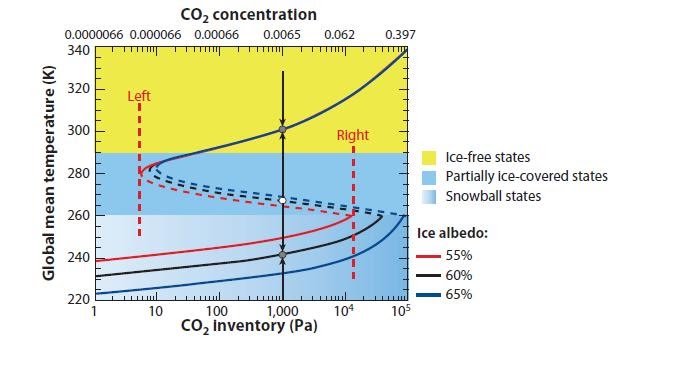 CO₂ concentration
0.0000066 0.000066 0.00066 0.0065 0.062 0.397
Global mean temperature (K)
340
320
300
280
260
240
220
Left
Right
1 10 100 1,000 10⁴ 10⁵
CO₂ inventory (Pa)
Ice-free states
Partially ice-covered states
Snowball states
Ice albedo:
55%
60%
65%